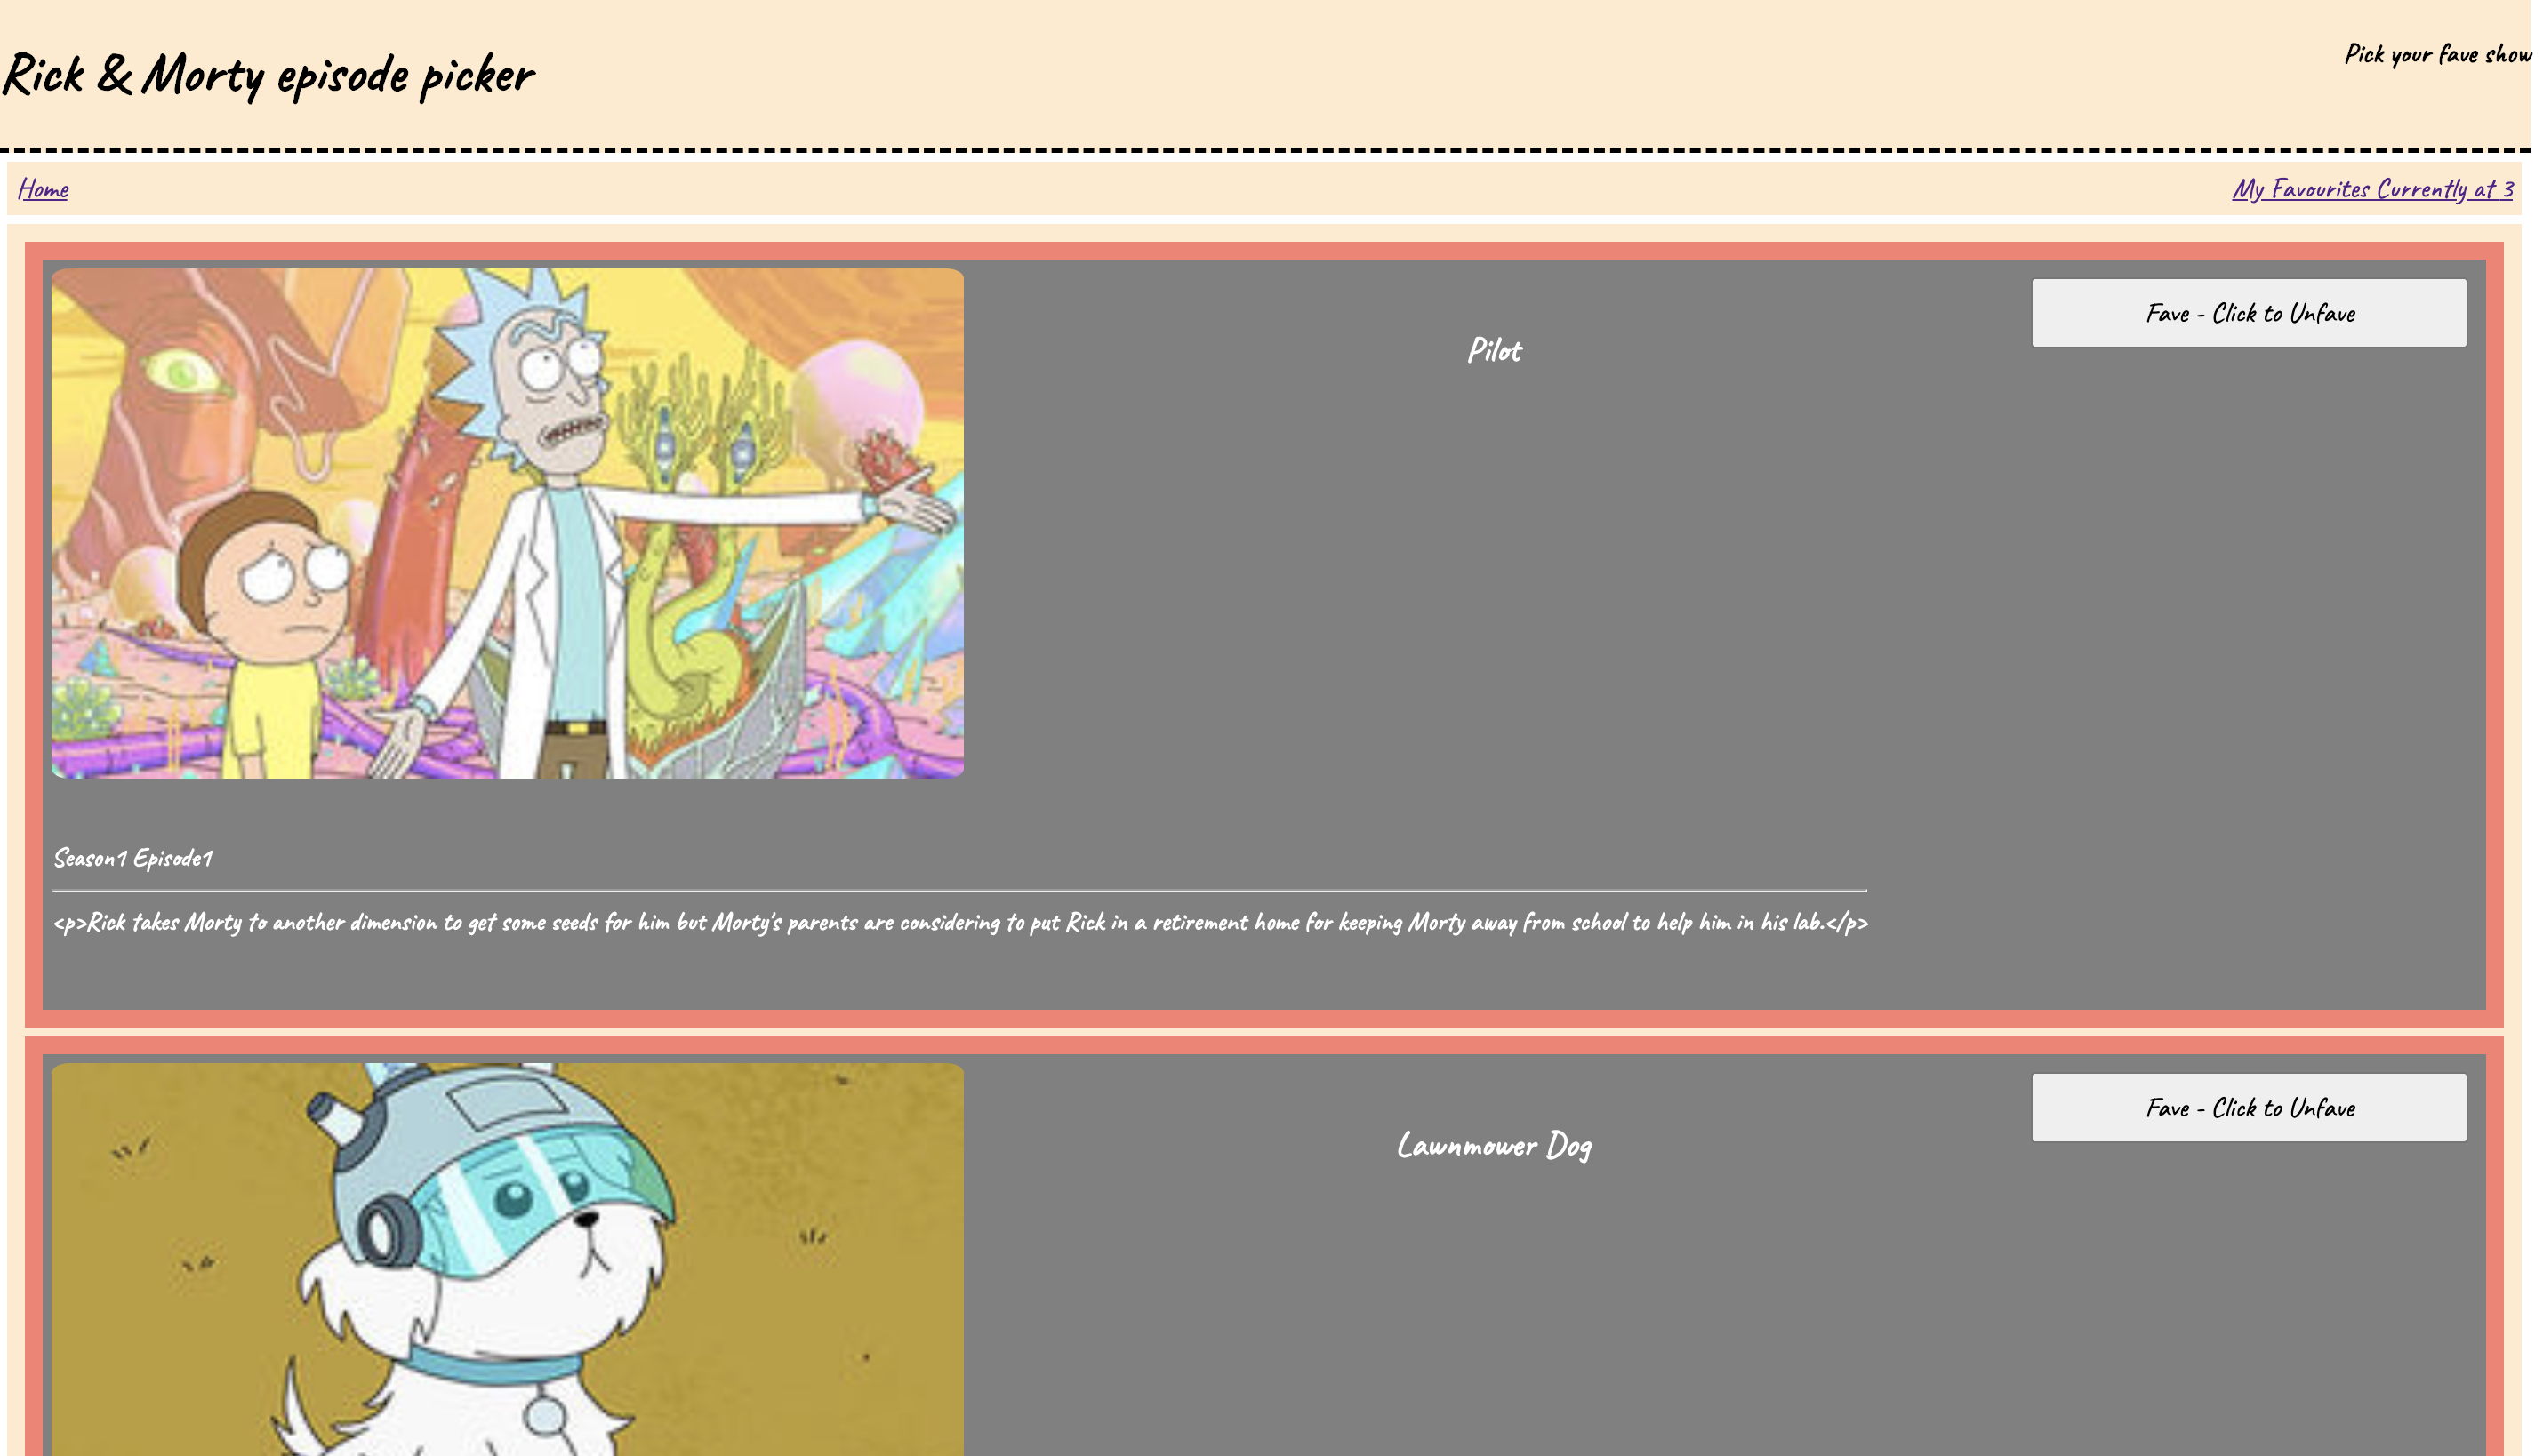 Rick & Morty episode picker
Pick your fave show
Home
My Favourites Currently at 3
Pilot
Fave - Click to Unfave
Season1 Episode1
<p>Rick takes Morty to another dimension to get some seeds for him but Morty's parents are considering to put Rick in a retirement home for keeping Morty away from school to help him in his lab.</p>
Lawnmower Dog
Fave - Click to Unfave